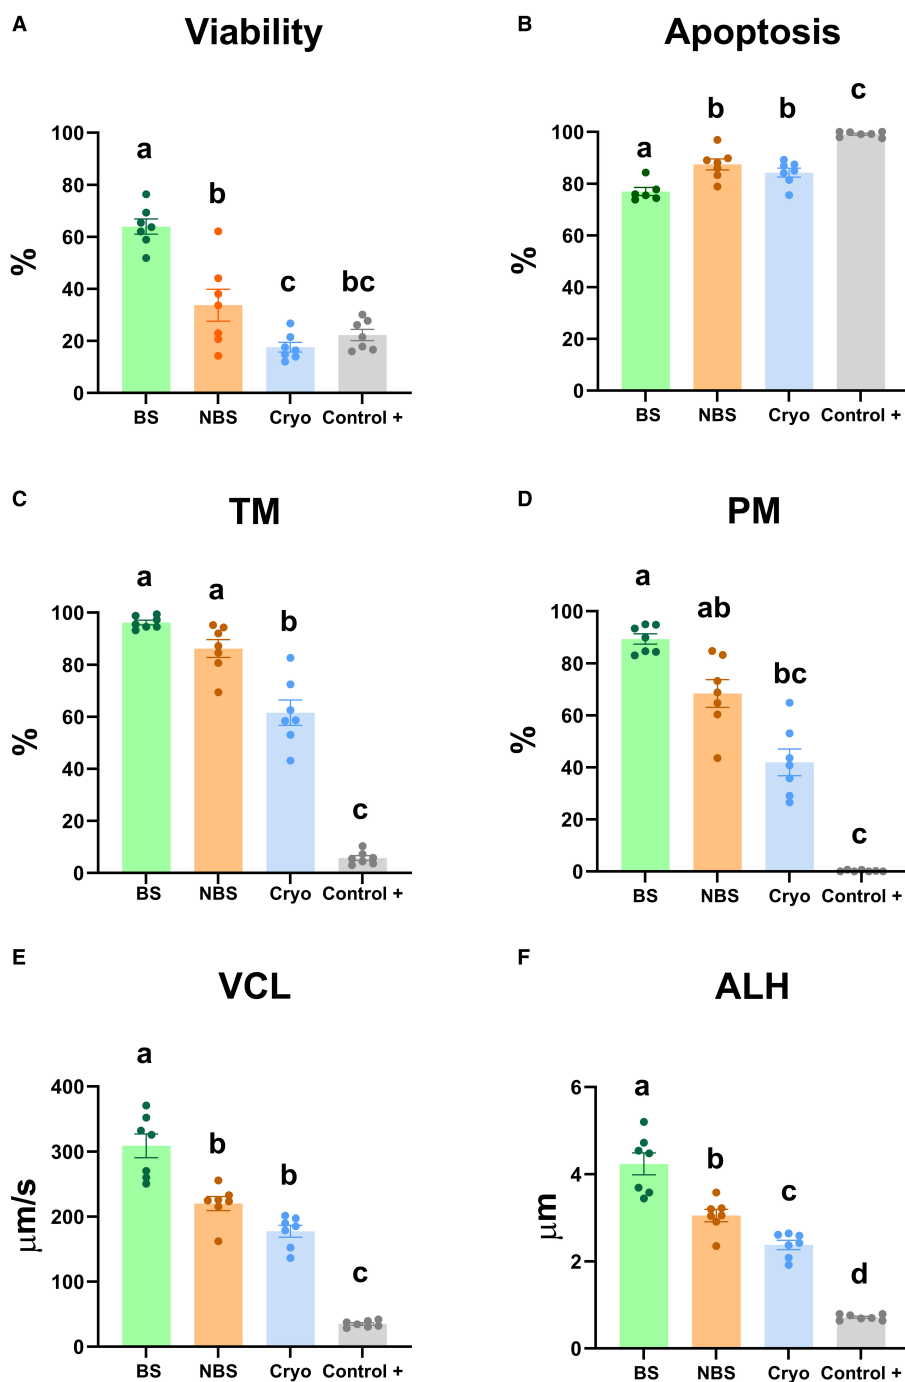 A
Viability
B
Apoptosis
a
b
c
bc
100
80
60
40
20
0
%
BS
NBS
Cryo
Control +
a
b
b
c
100
80
60
40
20
0
%
BS
NBS
Cryo
Control +
C
TM
D
PM
a
a
b
c
100
80
60
40
20
0
%
BS
NBS
Cryo
Control +
a
ab
bc
c
100
80
60
40
20
0
%
BS
NBS
Cryo
Control +
E
VCL
F
ALH
a
b
b
c
400
300
200
100
0
μm/s
BS
NBS
Cryo
Control +
a
b
c
d
6
4
2
0
μm
BS
NBS
Cryo
Control +